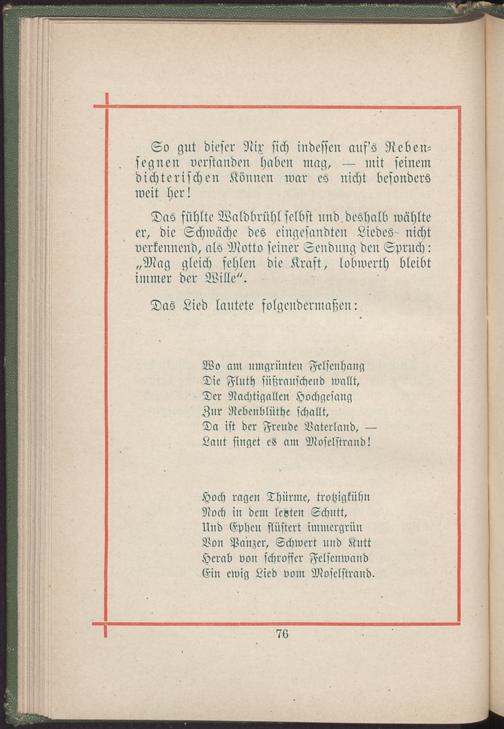 So gut dieser Nix sich indessen auf's Reben-
segnen verstanden haben mag, — mit seinem
dichterischen Können war es nicht besonders
weit her!
Das fühlte Waldbrühl selbst und deshalb wählte
er, die Schwäche des eingesandten Liedes nicht
verkennend, als Motto seiner Sendung den Spruch:
„Mag gleich fehlen die Kraft, lobwerth bleibt
immer der Wille“.
Das Lied lautete folgendermaßen:
Wo am umgrünten Felsenhang
Die Fluth süßrauschend wallt,
Der Nachtigallen Hochgesang
Zur Rebenblüthe schallt,
Da ist der Freude Vaterland, —
Laut singet es am Moselstrand!
Hoch ragen Thürme, trotzigkühn
Noch in dem letzten Schutt,
Und Epheu flüstert immergrün
Von Panzer, Schwert und Kutt
Herab von schroffer Felsenwand
Ein ewig Lied vom Moselstrand.
76